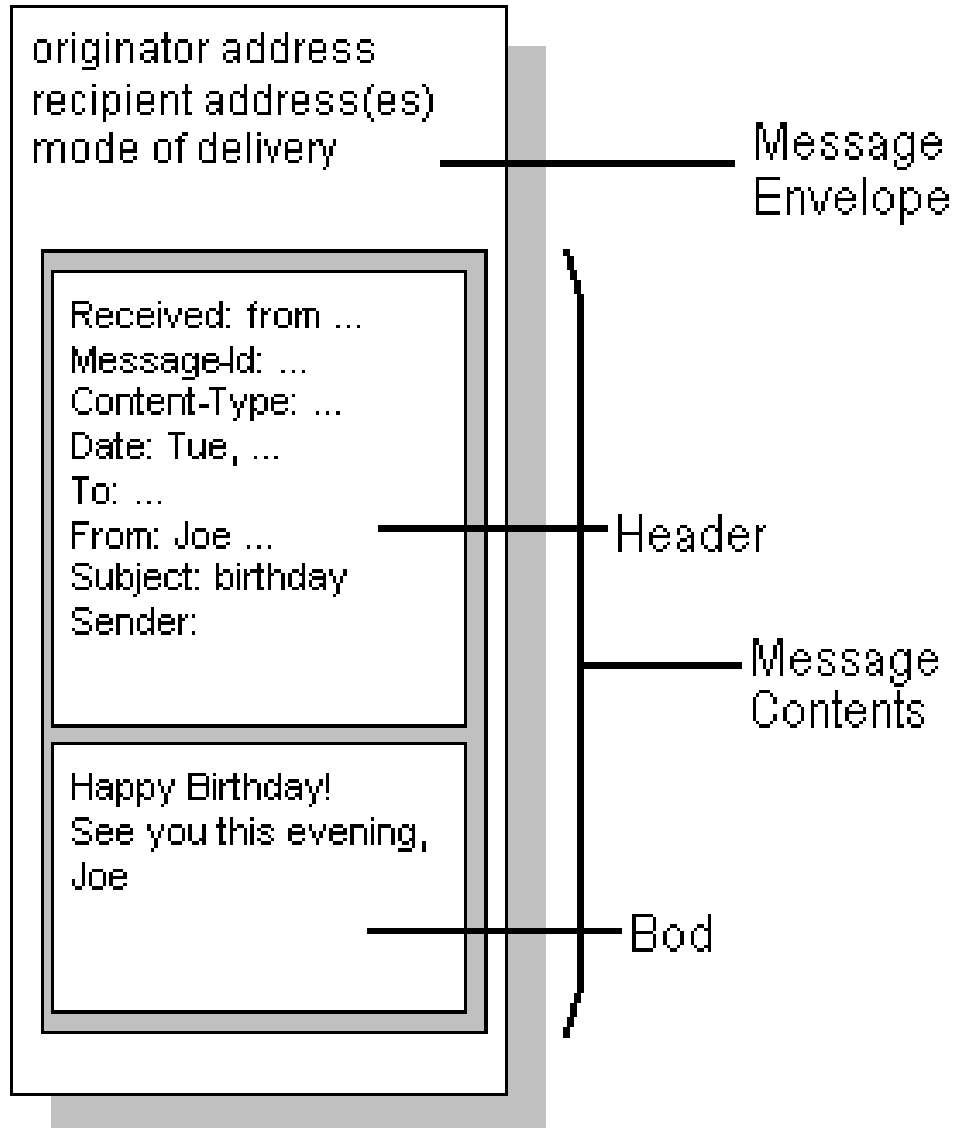 originator address
recipient address(es)
mode of delivery
Message
Envelope
Received: from ...
Message-Id: ...
Content-Type: ...
Date: Tue, ...
To: ...
From: Joe ...
Subject: birthday
Sender:
Header
Message
Contents
Happy Birthday!
See you this evening,
Joe
Bod